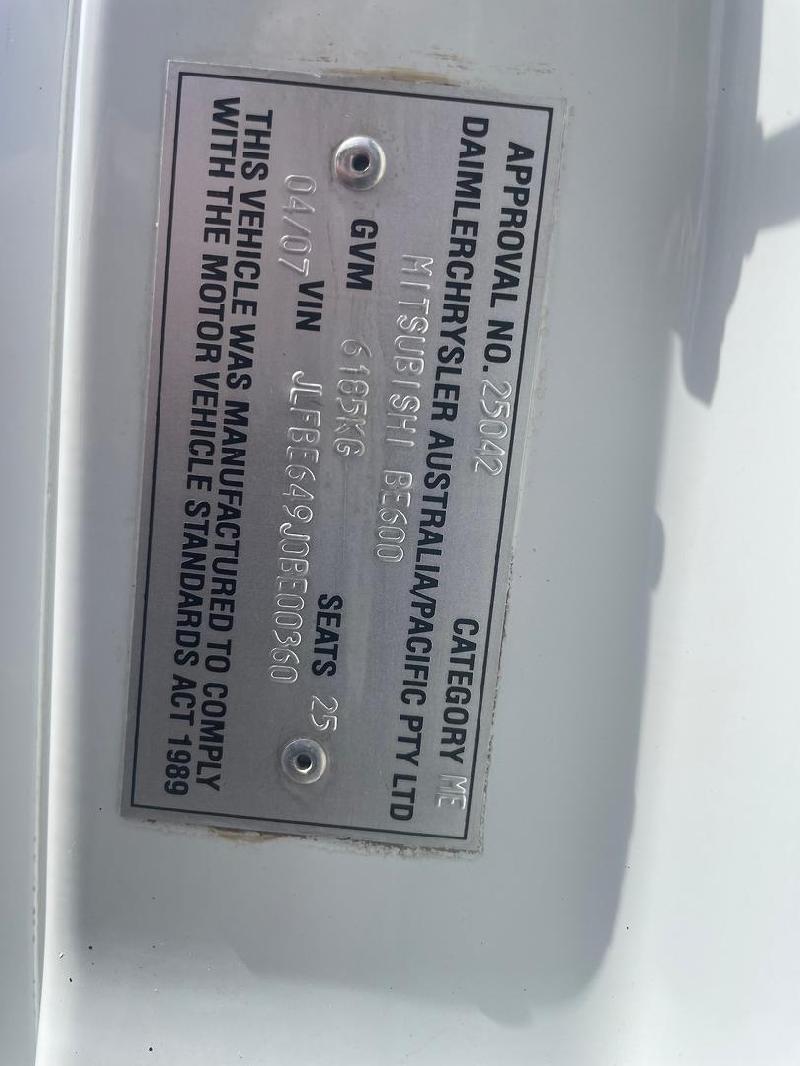 APPROVAL NO. 25042 CATEGORY ME
DAIMLERCHRYSLER AUSTRALIA/PACIFIC PTY LTD
MITSUBISHI BE600
GVM 6185KG SEATS 25
04/07 VIN JLFBE649J0BE00360
THIS VEHICLE WAS MANUFACTURED TO COMPLY
WITH THE MOTOR VEHICLE STANDARDS ACT 1989